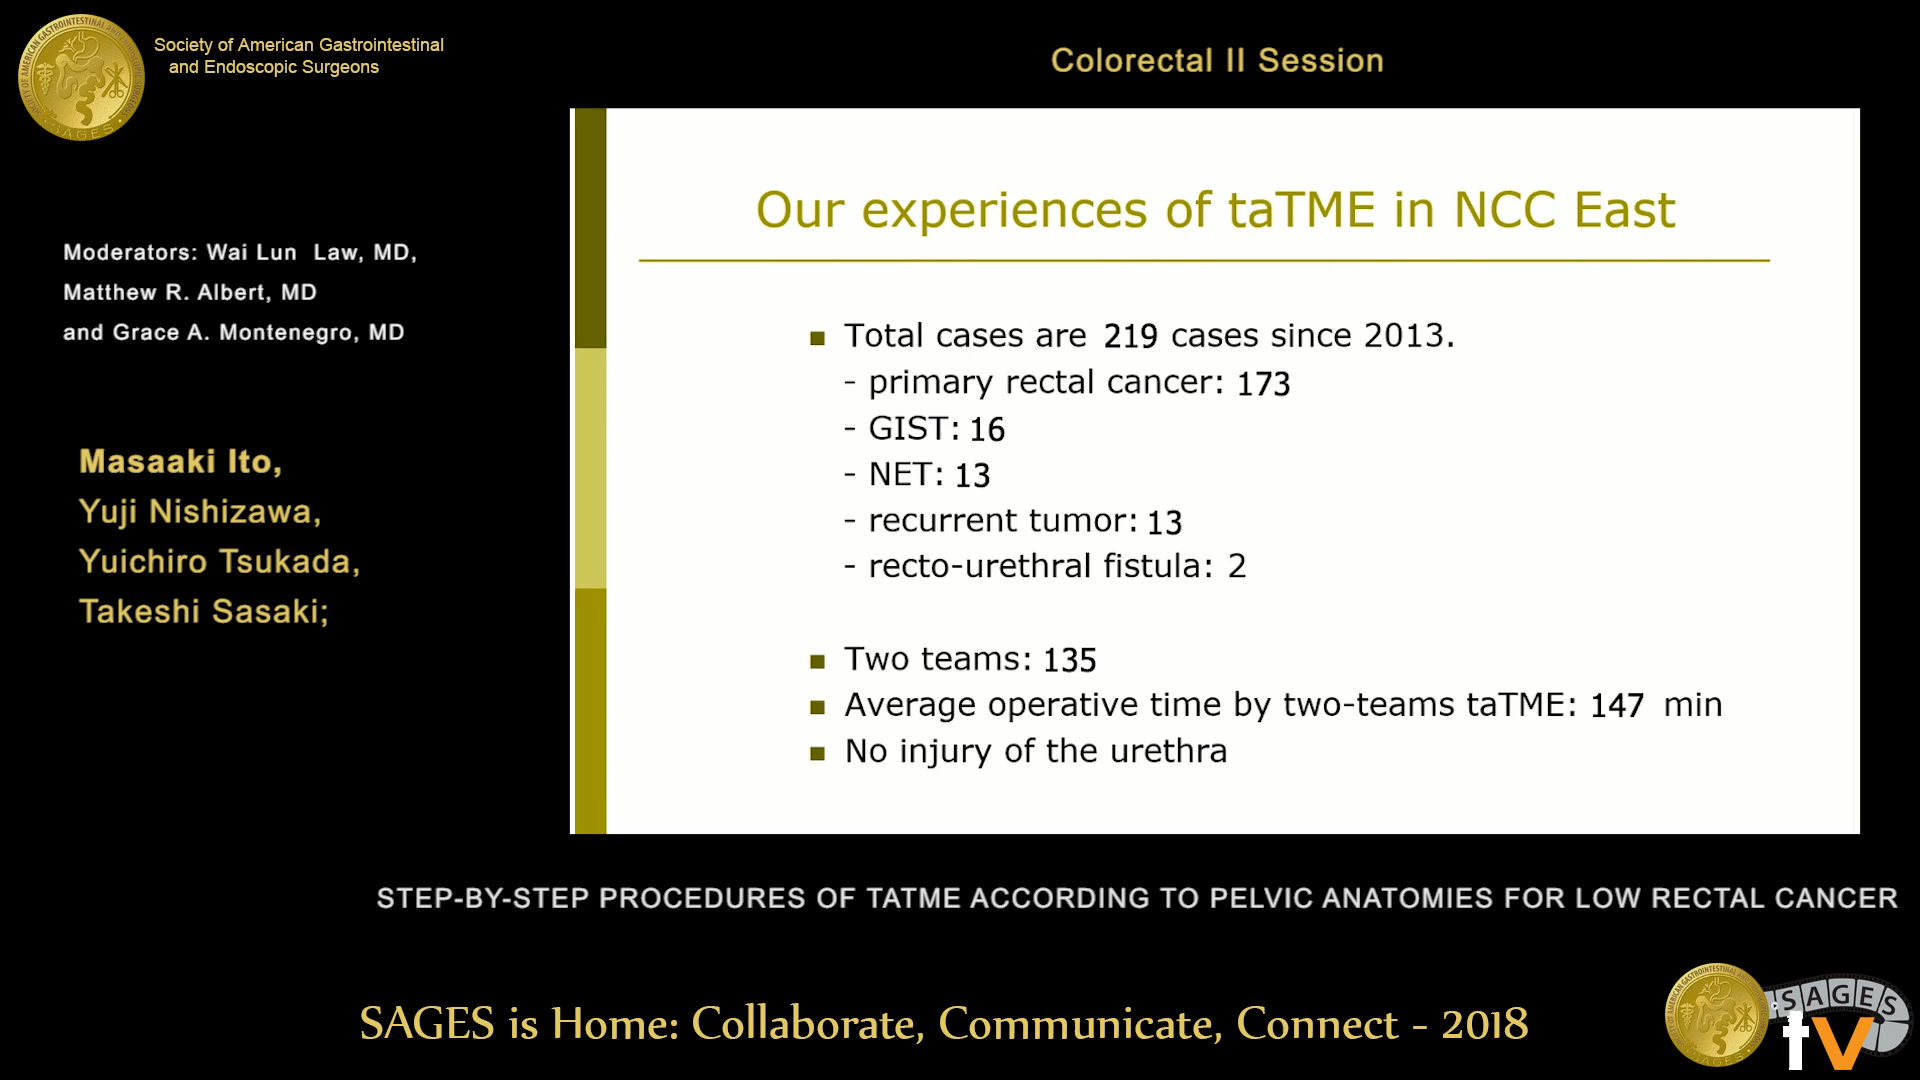 Society of American Gastrointestinal
and Endoscopic Surgeons
Colorectal II Session
Moderators: Wai Lun Law, MD,
Matthew R. Albert, MD
and Grace A. Montenegro, MD
Masaaki Ito,
Yuji Nishizawa,
Yuichiro Tsukada,
Takeshi Sasaki;
Our experiences of taTME in NCC East
Total cases are 219 cases since 2013.
- primary rectal cancer: 173
- GIST: 16
- NET: 13
- recurrent tumor: 13
- recto-urethral fistula: 2
Two teams: 135
Average operative time by two-teams taTME: 147 min
No injury of the urethra
STEP-BY-STEP PROCEDURES OF TATME ACCORDING TO PELVIC ANATOMIES FOR LOW RECTAL CANCER
SAGES is Home: Collaborate, Communicate, Connect - 2018
SAGES
tv